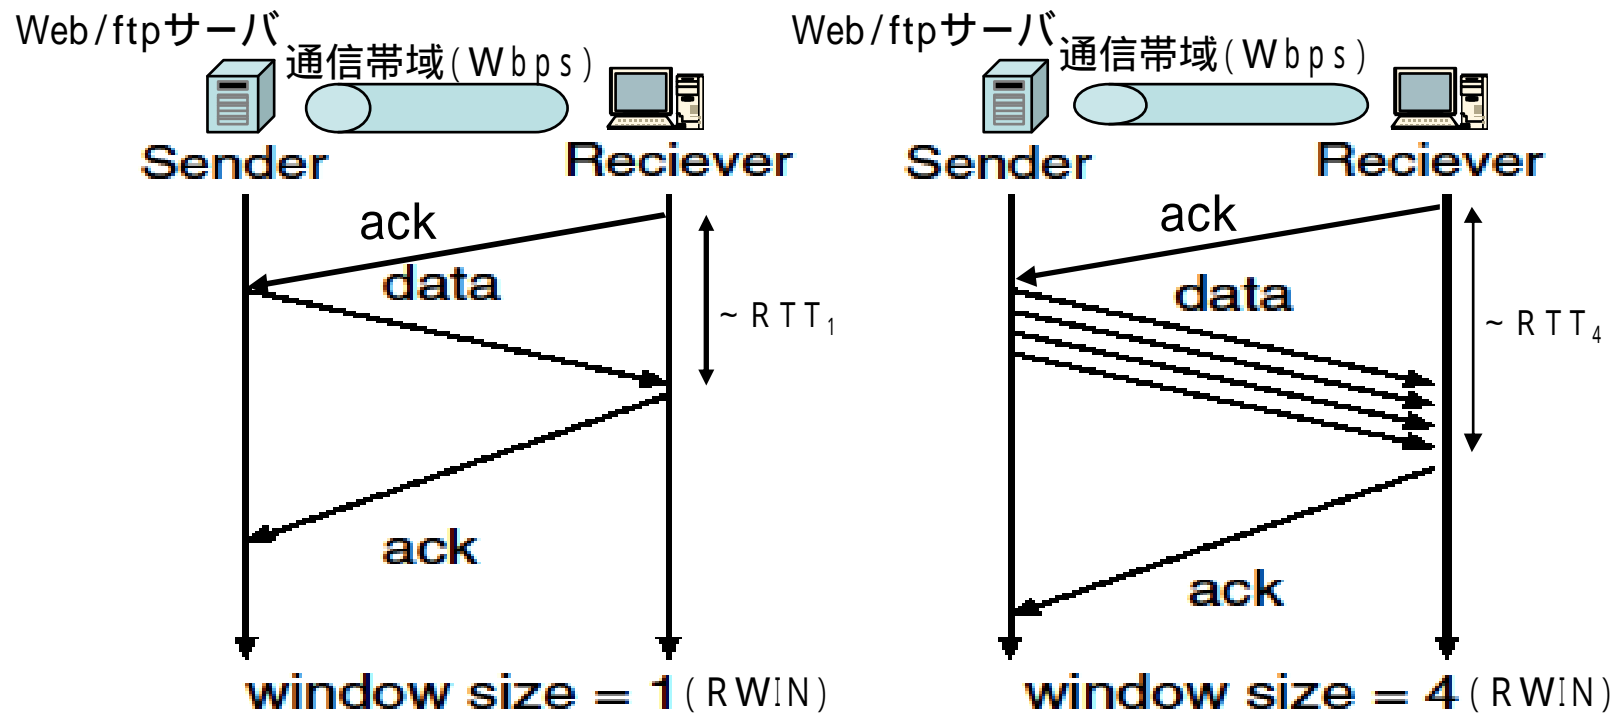 Web/ftpサーバ
通信帯域(Wbps)
Sender
Reciever
ack
data
~RTT1
ack
window size = 1(RWIN)
Web/ftpサーバ
通信帯域(Wbps)
Sender
Reciever
ack
data
~RTT4
ack
window size = 4(RWIN)